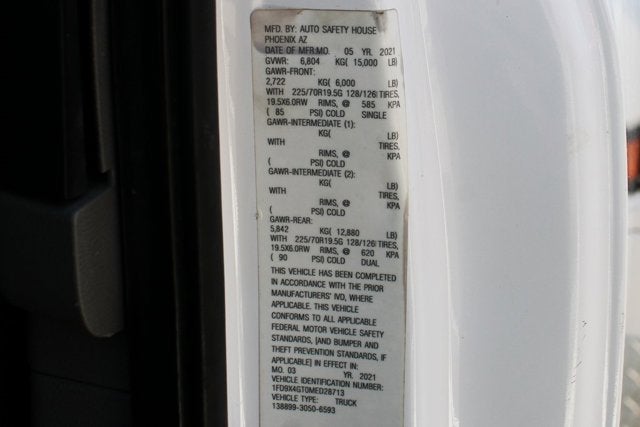 MFD. BY: AUTO SAFETY HOUSE
PHOENIX AZ
DATE OF MFR:MO. 05 YR. 2021
GVWR: 6,804 KG( 15,000 LB)
GAWR-FRONT:
2,722 KG( 6,000 LB)
WITH 225/70R19.5G 128/126 TIRES,
19.5X6.0RW RIMS, @ 585 KPA
( 85 PSI) COLD SINGLE
GAWR-INTERMEDIATE (1):
KG( LB)
WITH TIRES,
RIMS, @ KPA
( PSI) COLD
GAWR-INTERMEDIATE (2):
KG( LB)
WITH TIRES,
RIMS, @ KPA
( PSI) COLD
GAWR-REAR:
5,842 KG( 12,880 LB)
WITH 225/70R19.5G 128/126 TIRES,
19.5X6.0RW RIMS, @ 620 KPA
( 90 PSI) COLD DUAL
THIS VEHICLE HAS BEEN COMPLETED
IN ACCORDANCE WITH THE PRIOR
MANUFACTURERS' IVD, WHERE
APPLICABLE. THIS VEHICLE
CONFORMS TO ALL APPLICABLE
FEDERAL MOTOR VEHICLE SAFETY
STANDARDS, [AND BUMPER AND
THEFT PREVENTION STANDARDS, IF
APPLICABLE] IN EFFECT IN:
MO. 03 YR. 2021
VEHICLE IDENTIFICATION NUMBER:
1FD9X4GT0MED28713
VEHICLE TYPE: TRUCK
138899-3050-6593